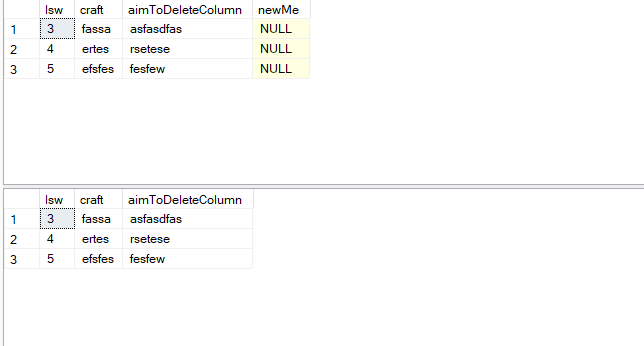 lsw craft aimToDeleteColumn newMe
1 3 fassa asfasdfas NULL
2 4 ertes rsetese NULL
3 5 efsfes fesfew NULL
lsw craft aimToDeleteColumn
1 3 fassa asfasdfas
2 4 ertes rsetese
3 5 efsfes fesfew